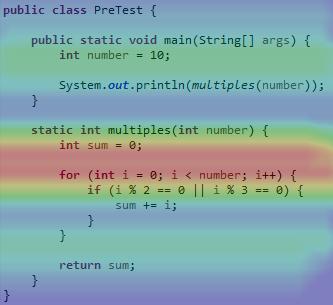 public class PreTest {
public static void main(String[] args) {
int number = 10;
System.out.println(multiples(number));
}
static int multiples(int number) {
int sum = 0;
for (int i = 0; i < number; i++) {
if (i % 2 == 0 || i % 3 == 0) {
sum += i;
}
}
return sum;
}
}